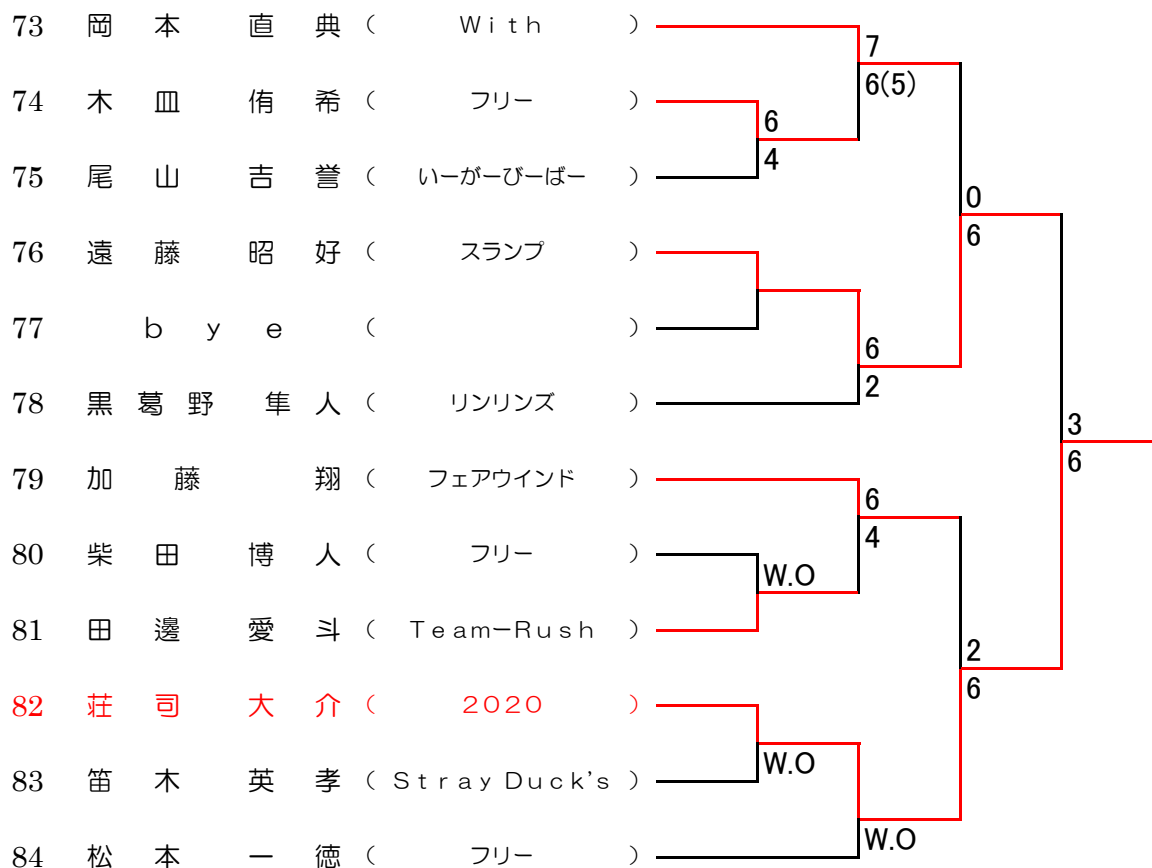 73 岡本 直典 ( With )
7
74 木皿 侑希 ( フリー )
6(5)
6
4
75 尾山 吉誉 ( いーがーびーばー )
0
6
76 遠藤 昭好 ( スランプ )
77 bye ( )
6
2
78 黒葛野 隼人 ( リンリンズ )
3
6
79 加藤 翔 ( フェアウインド )
6
4
80 柴田 博人 ( フリー )
W.O
81 田邊 愛斗 ( Team-Rush )
2
6
82 荘司 大介 ( 2020 )
W.O
83 笛木 英孝 ( Stray Duck's )
W.O
84 松本 一徳 ( フリー )